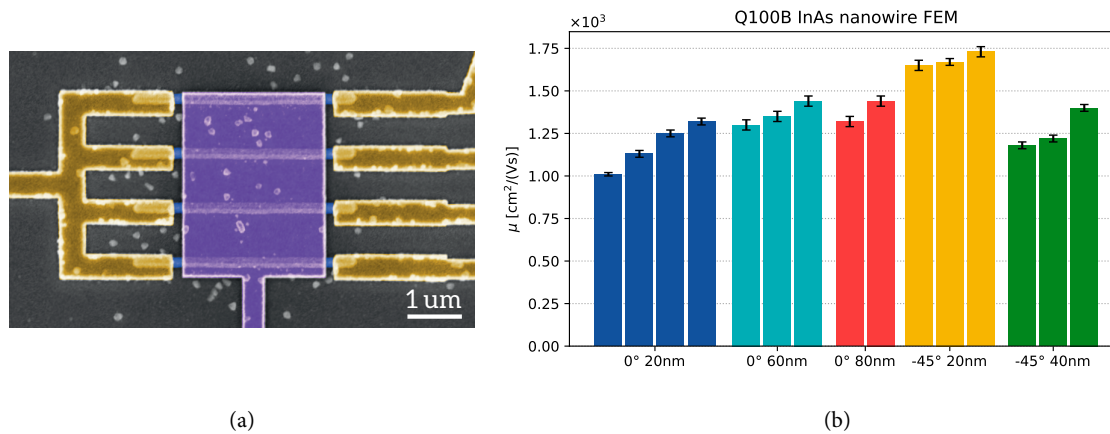 1 um
(a)
Q100B InAs nanowire FEM
×10³
μ [cm²/(Vs)]
1.75
1.50
1.25
1.00
0.75
0.50
0.25
0.00
0° 20nm
0° 60nm
0° 80nm
-45° 20nm
-45° 40nm
(b)